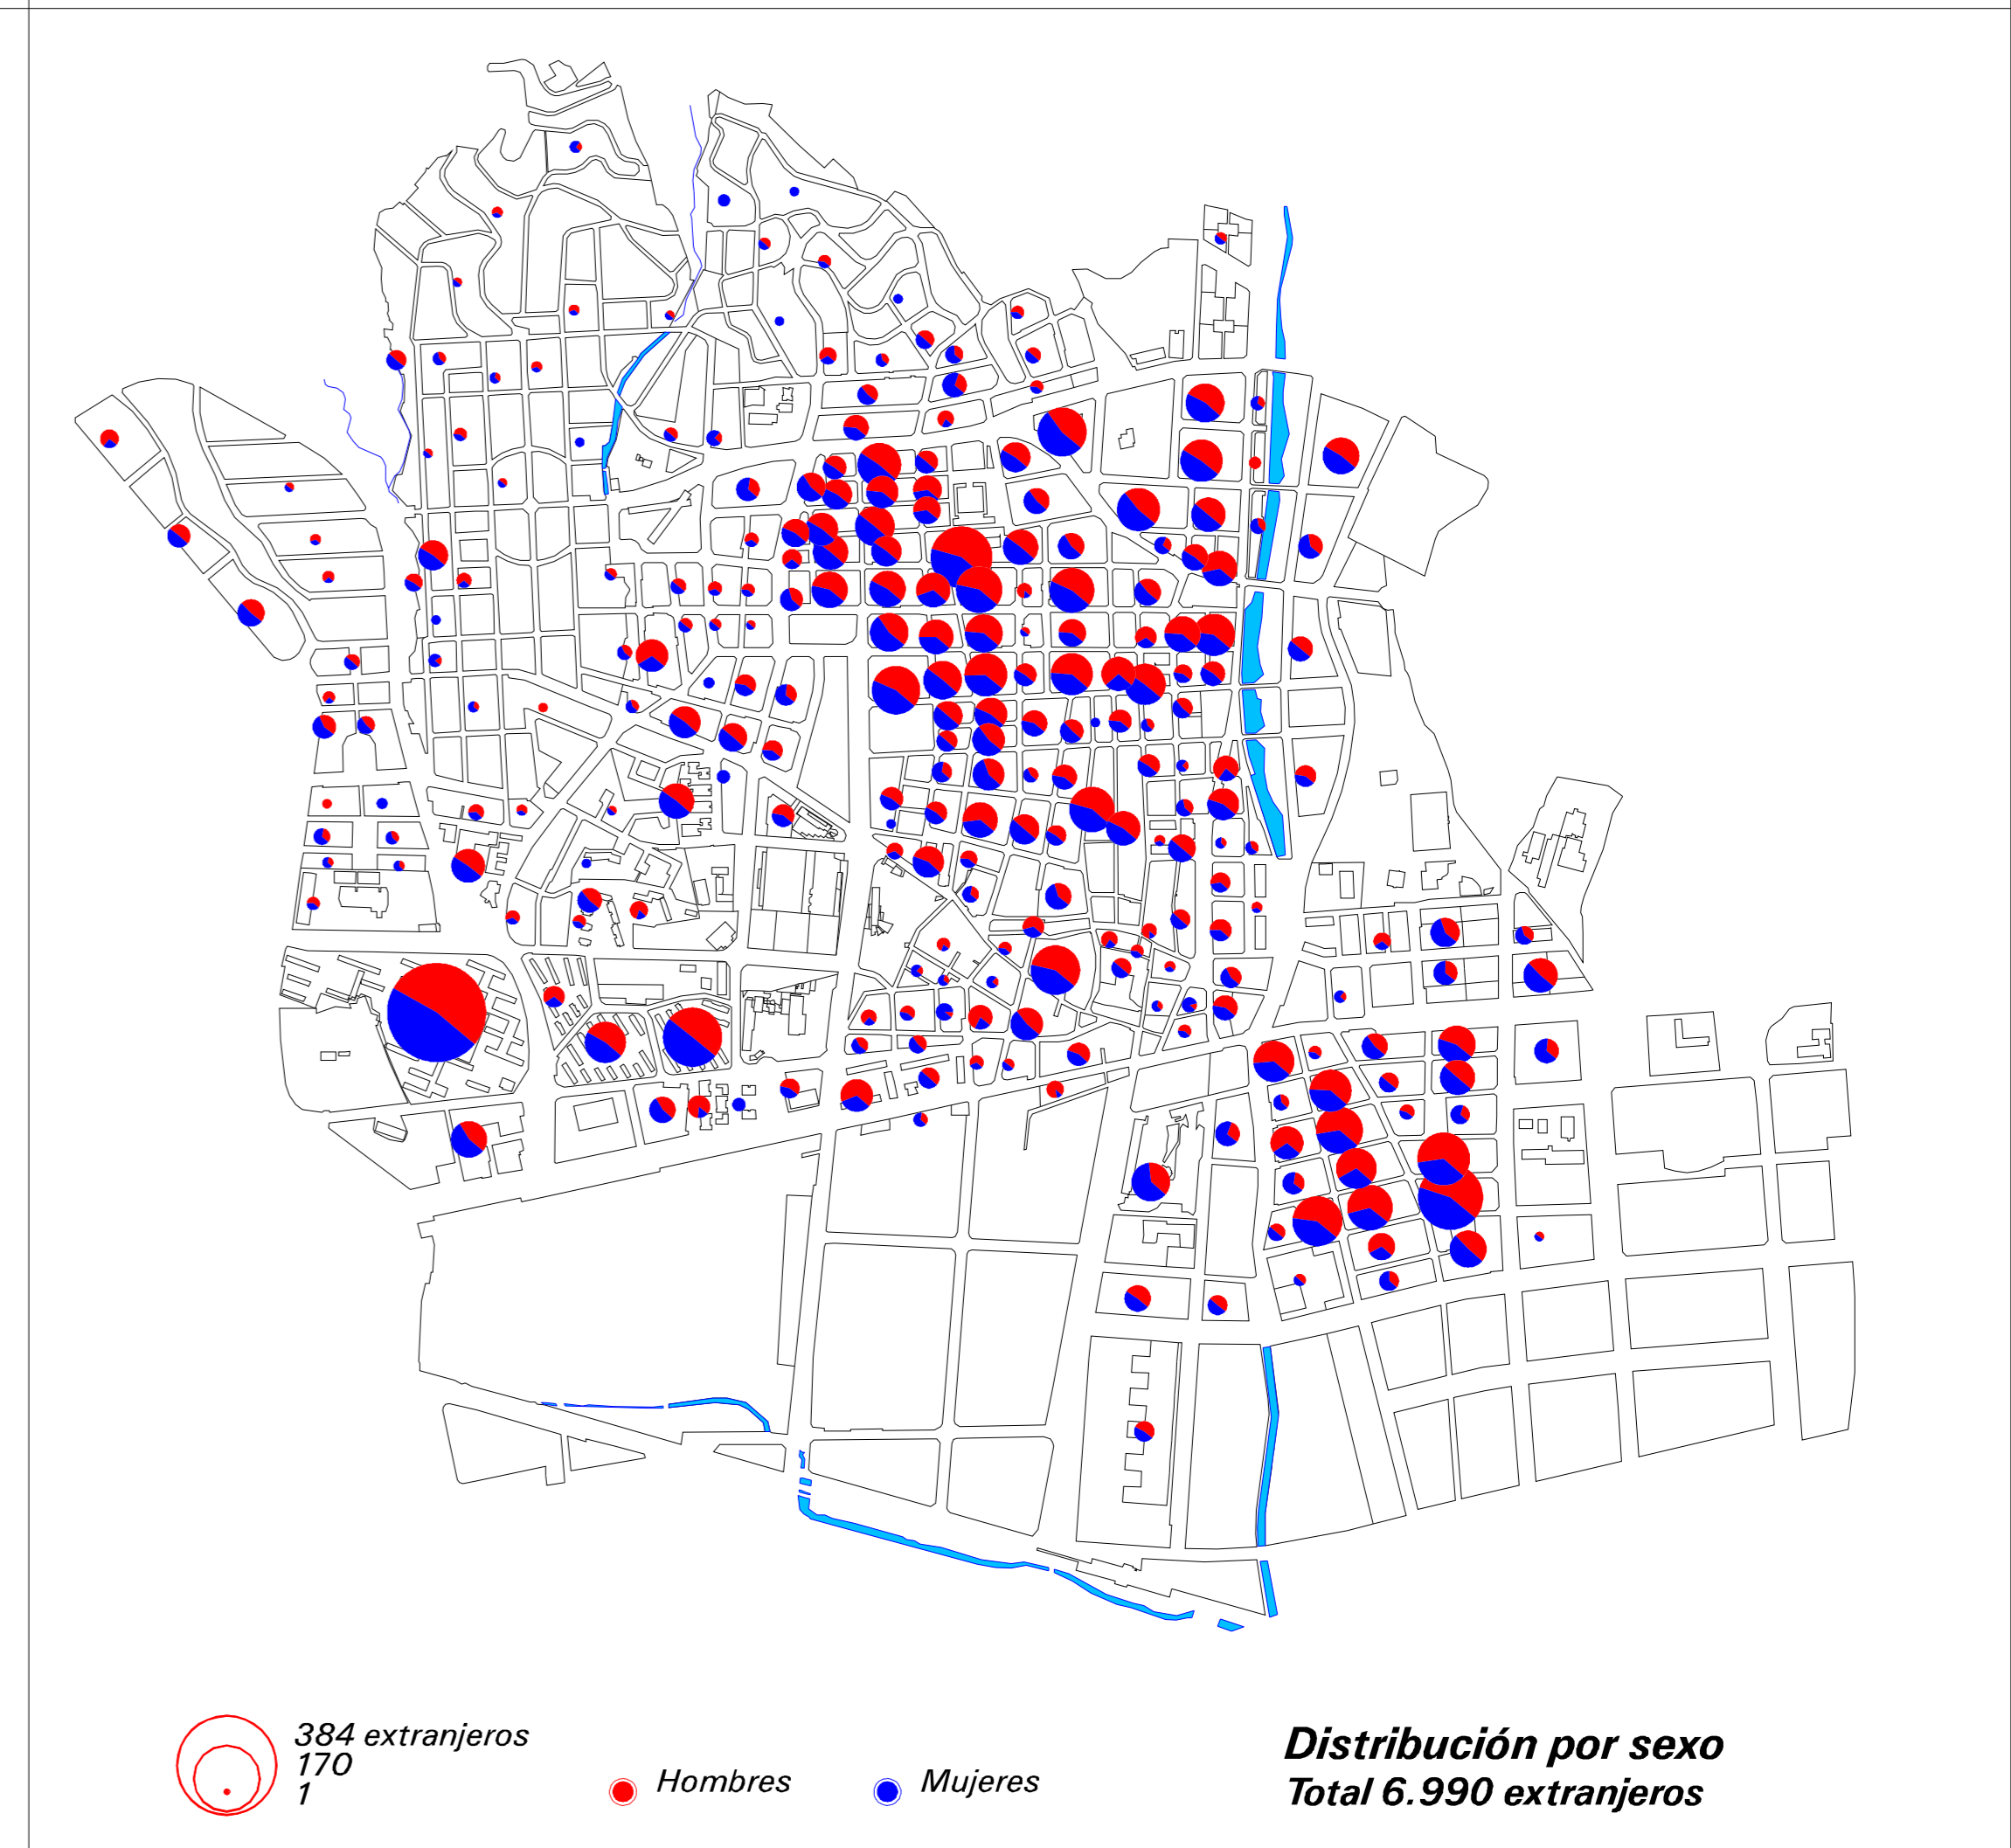 384 extranjeros
170
1
Hombres
Mujeres
Distribución por sexo
Total 6.990 extranjeros